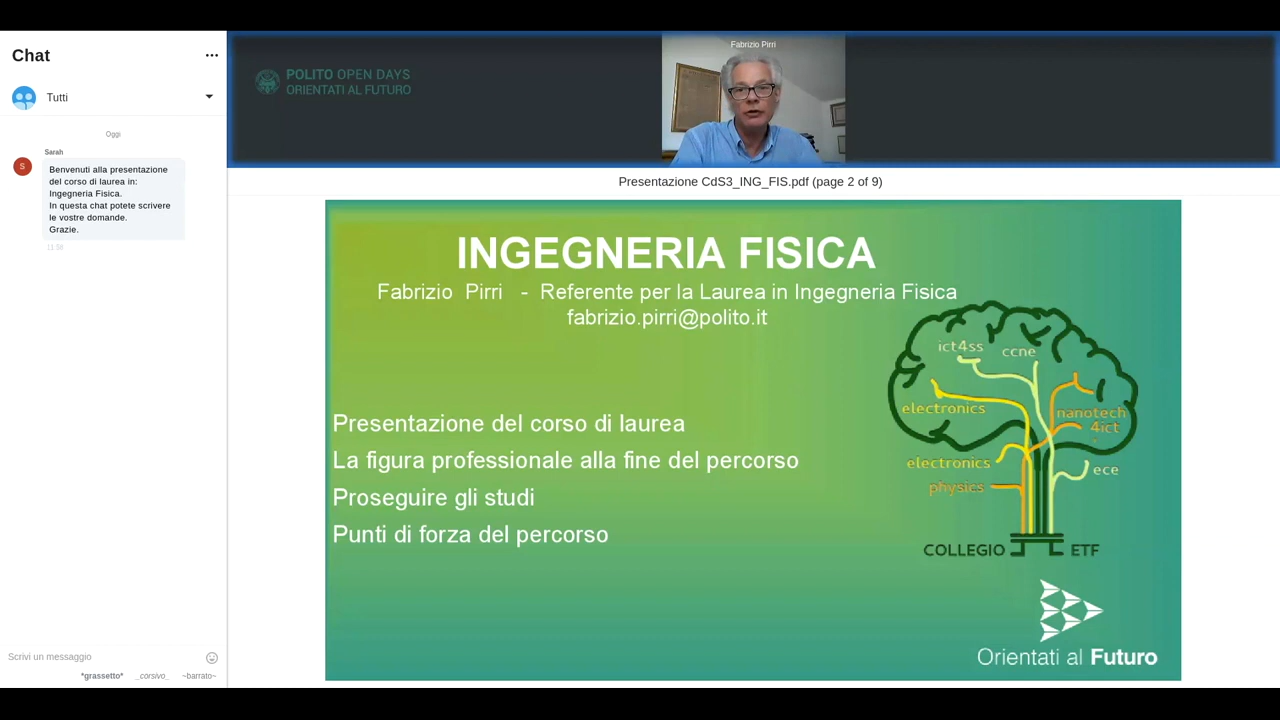 Chat
Tutti
Oggi
Sarah
S
Benvenuti alla presentazione
del corso di laurea in:
Ingegneria Fisica.
In questa chat potete scrivere
le vostre domande.
Grazie.
Scrivi un messaggio
*grassetto* _corsivo_ ~barrato~
POLITO OPEN DAYS
ORIENTATI AL FUTURO
Fabrizio Pirri
Presentazione CdS3_ING_FIS.pdf (page 2 of 9)
INGEGNERIA FISICA
Fabrizio Pirri - Referente per la Laurea in Ingegneria Fisica
fabrizio.pirri@polito.it
Presentazione del corso di laurea
La figura professionale alla fine del percorso
Proseguire gli studi
Punti di forza del percorso
ict4ss
ccne
electronics
nanotech
4ict
electronics
ece
physics
COLLEGIO ETF
Orientati al Futuro